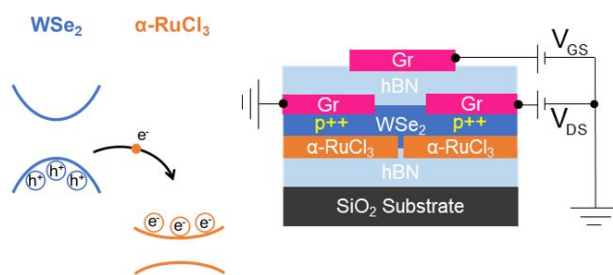 WSe₂ α-RuCl₃
e⁻
h⁺ h⁺ h⁺
e⁻ e⁻ e⁻
Gr
V_GS
hBN
Gr Gr
p++ WSe₂ p++
V_DS
α-RuCl₃ α-RuCl₃
hBN
SiO₂ Substrate